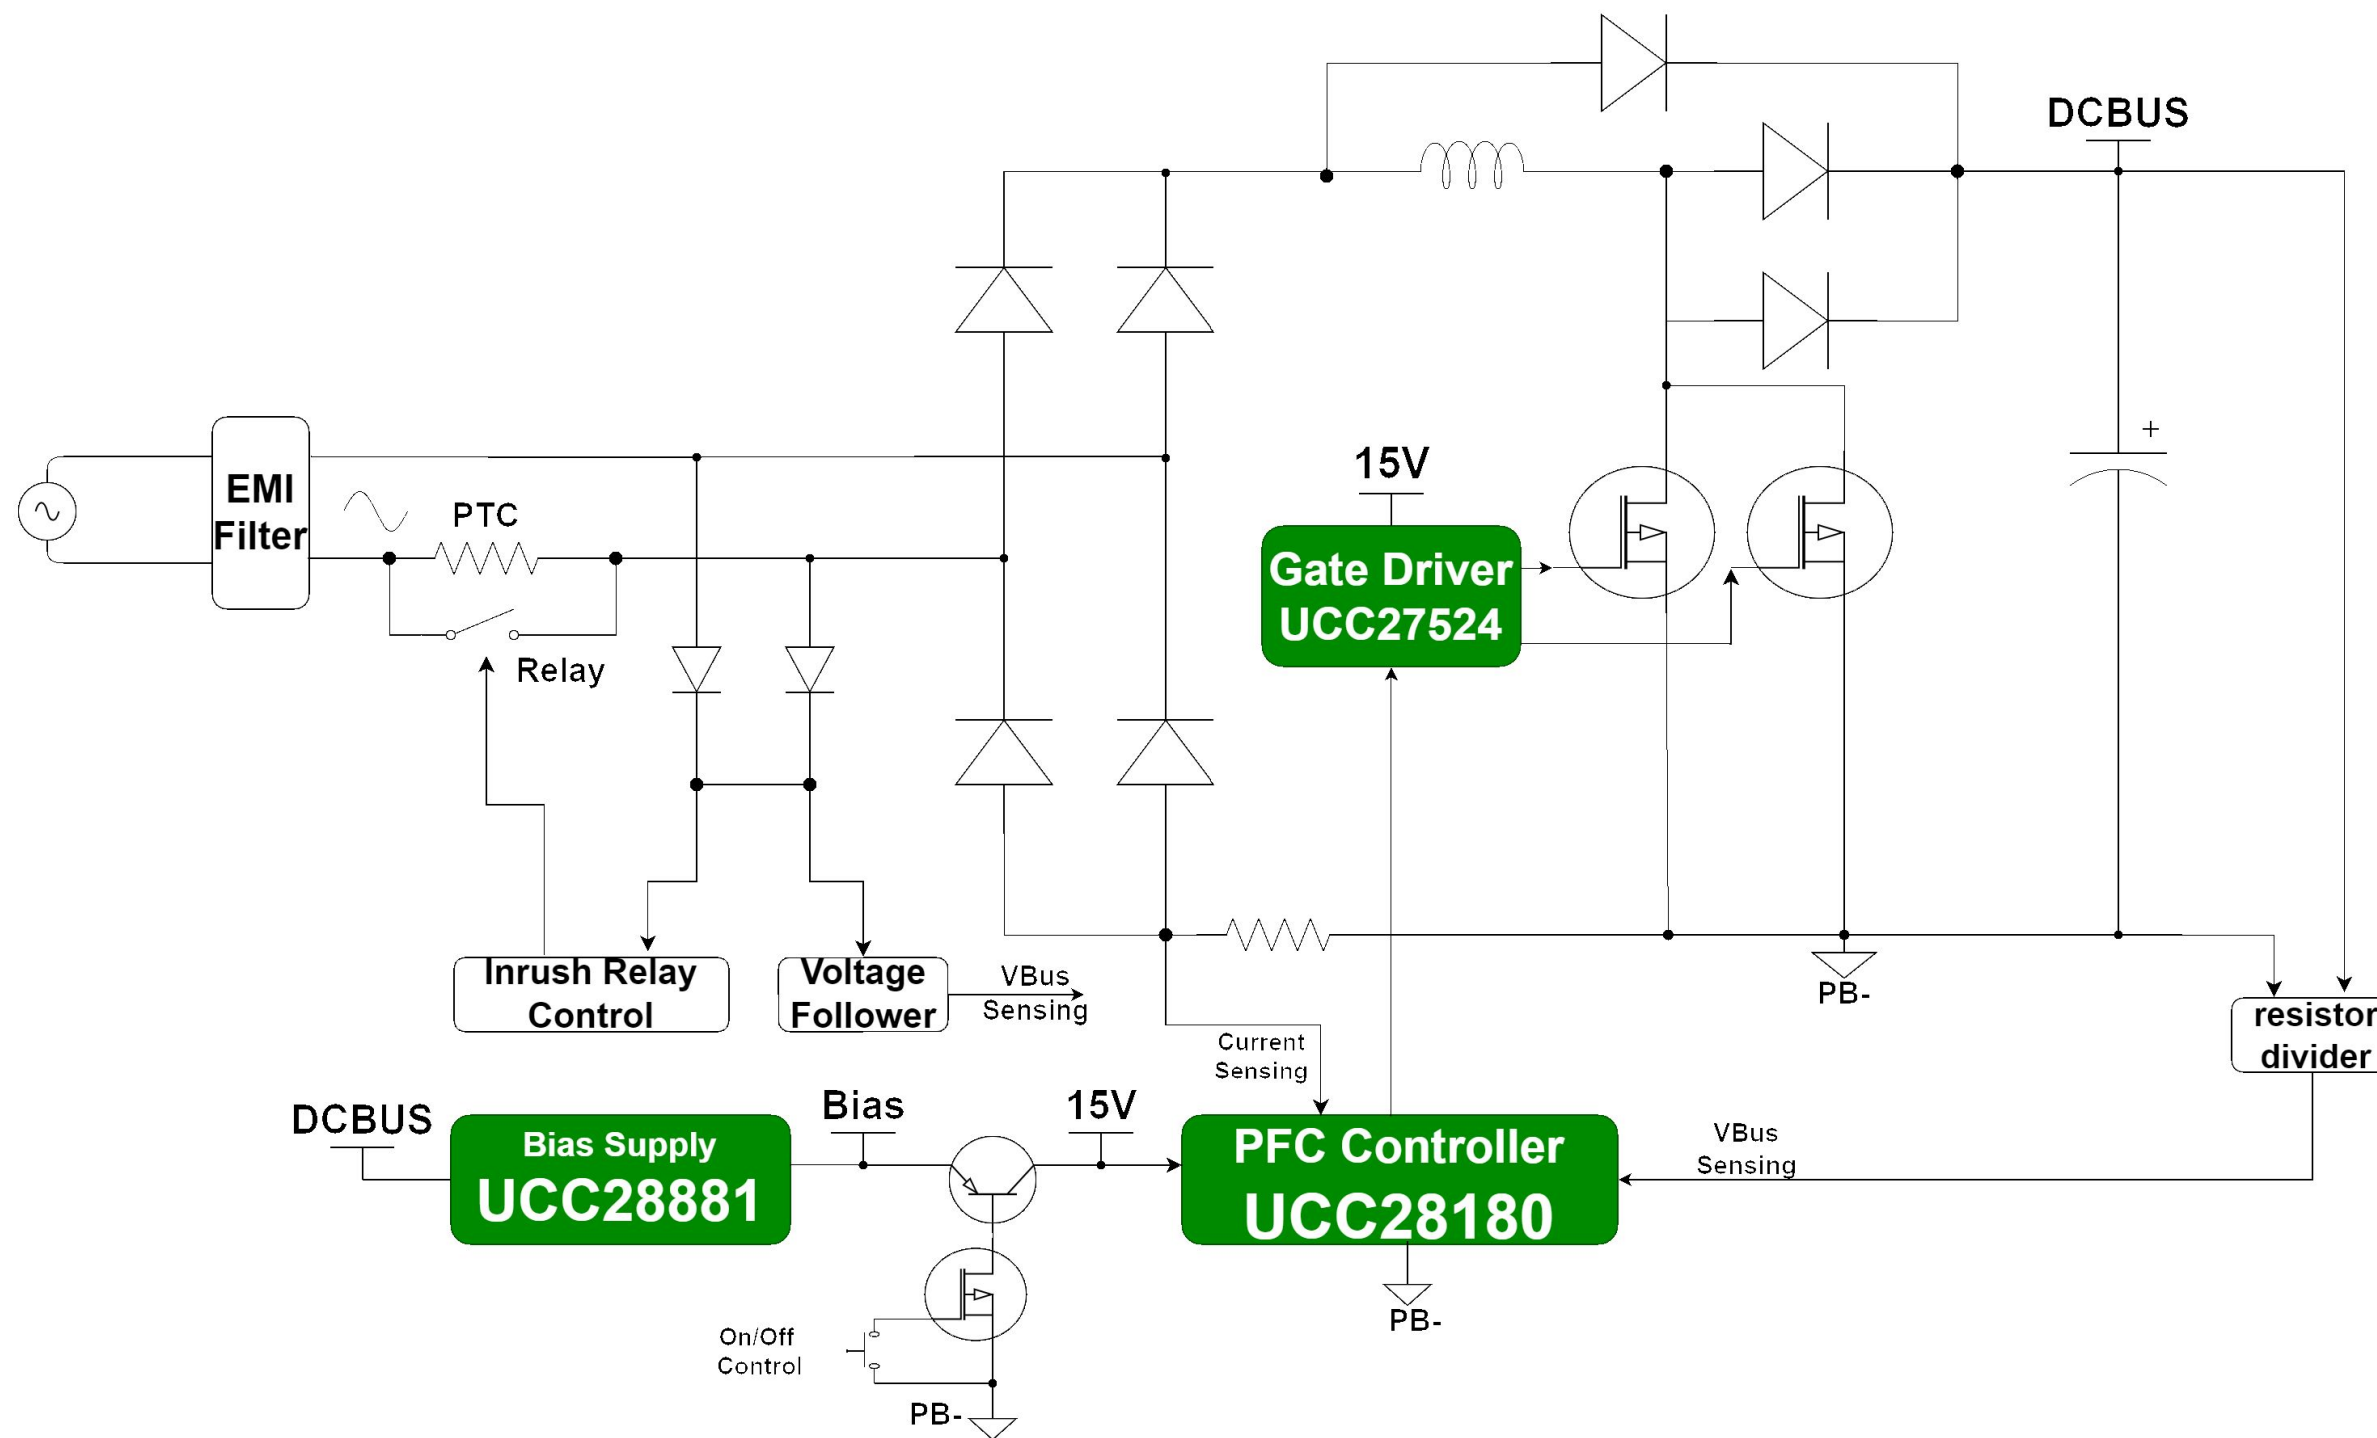 DCBUS
EMI
Filter
PTC
Relay
15V
Gate Driver
UCC27524
+
Inrush Relay
Control
Voltage
Follower
VBus
Sensing
PB-
resistor
divider
Current
Sensing
DCBUS
Bias Supply
UCC28881
Bias
15V
PFC Controller
UCC28180
VBus
Sensing
PB-
On/Off
Control
PB-